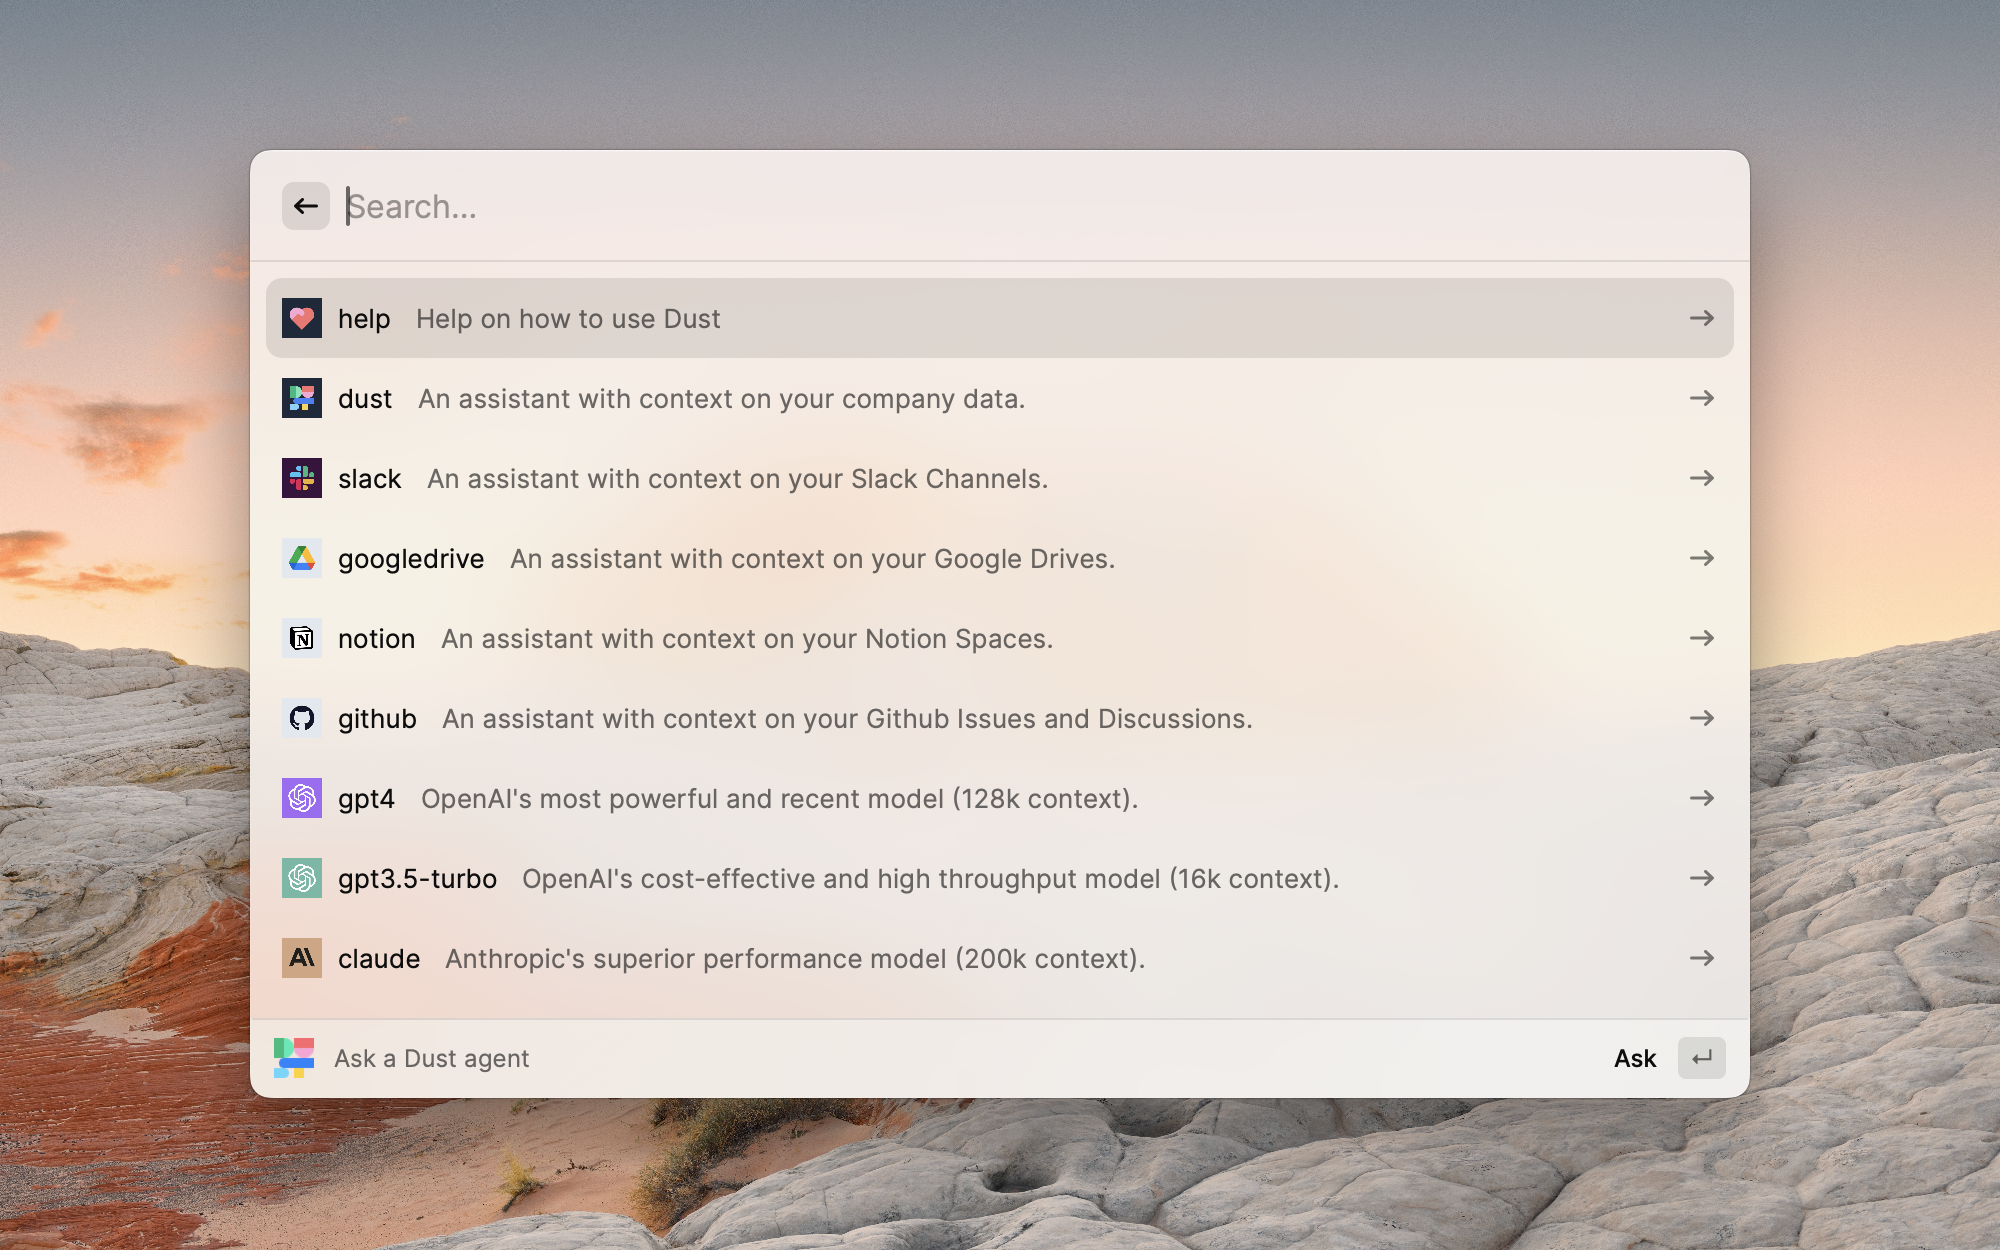 Search...
help Help on how to use Dust
dust An assistant with context on your company data.
slack An assistant with context on your Slack Channels.
googledrive An assistant with context on your Google Drives.
notion An assistant with context on your Notion Spaces.
github An assistant with context on your Github Issues and Discussions.
gpt4 OpenAI's most powerful and recent model (128k context).
gpt3.5-turbo OpenAI's cost-effective and high throughput model (16k context).
claude Anthropic's superior performance model (200k context).
Ask a Dust agent Ask